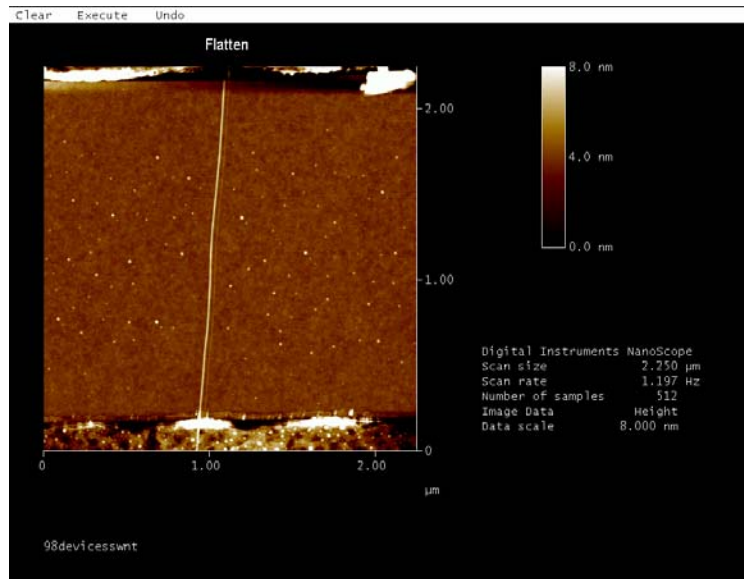 Clear Execute Undo
Flatten
8.0 nm
2.00
4.0 nm
0.0 nm
1.00
Digital Instruments NanoScope
Scan size 2.250 µm
Scan rate 1.197 Hz
Number of samples 512
Image Data Height
Data scale 8.000 nm
0
0 1.00 2.00
µm
98devicesswnt